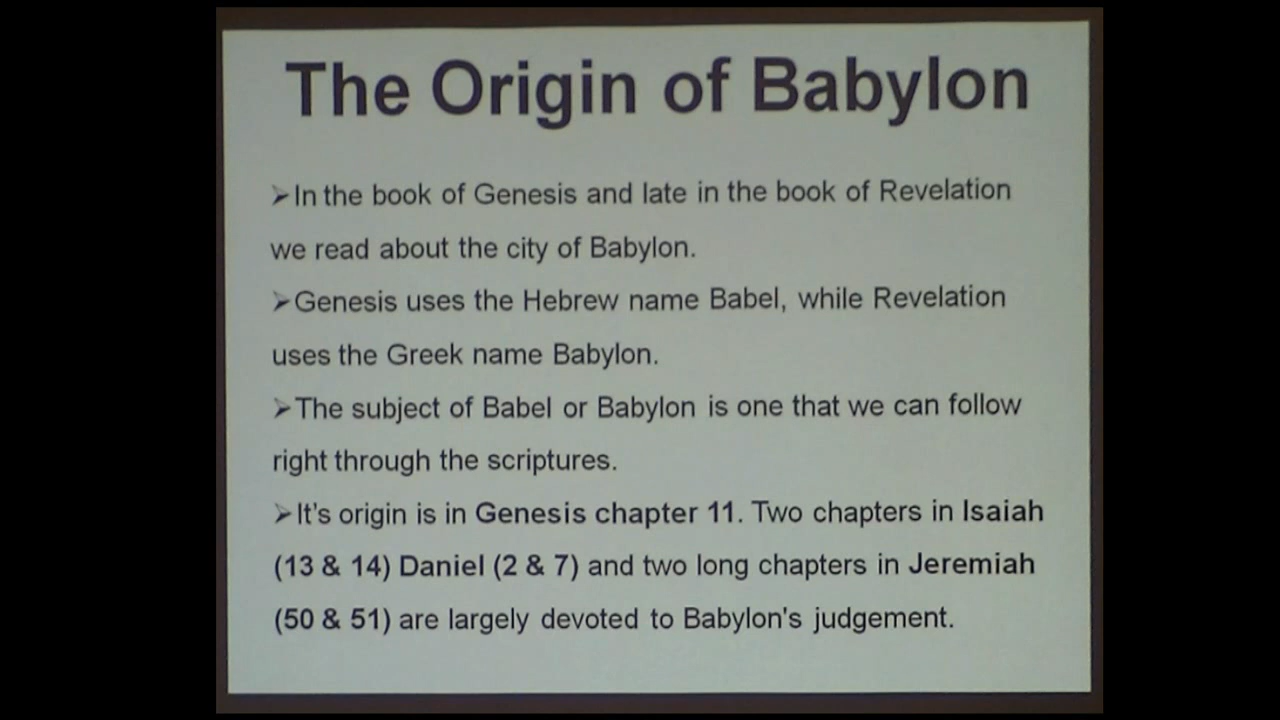 The Origin of Babylon
➢In the book of Genesis and late in the book of Revelation
we read about the city of Babylon.
➢Genesis uses the Hebrew name Babel, while Revelation
uses the Greek name Babylon.
➢The subject of Babel or Babylon is one that we can follow
right through the scriptures.
➢It's origin is in Genesis chapter 11. Two chapters in Isaiah
(13 & 14) Daniel (2 & 7) and two long chapters in Jeremiah
(50 & 51) are largely devoted to Babylon's judgement.